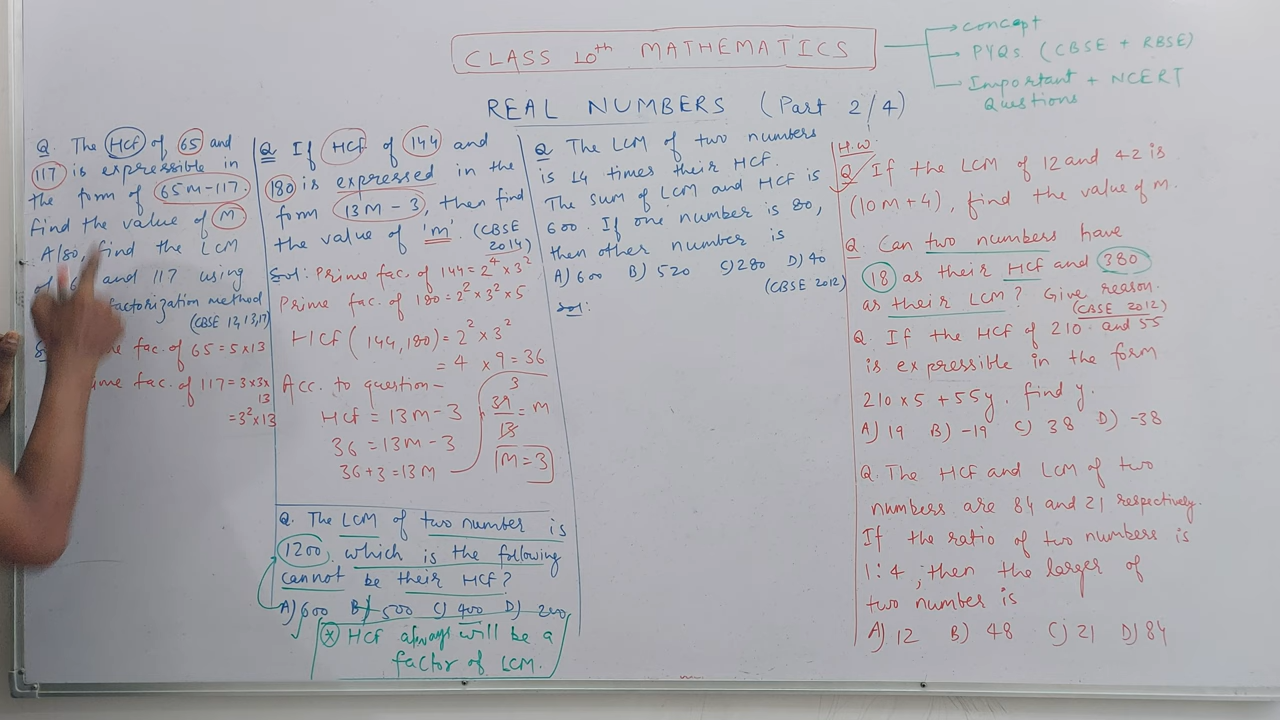 CLASS 10th MATHEMATICS
concept
PYQs (CBSE + RBSE)
Important + NCERT
Questions
REAL NUMBERS (Part 2/4)
Q. The HCF of 65 and
117 is expressible in
the form of 65m-117.
find the value of m
Also, find the LCM
and 117 using
factorization method
(CBSE 12,13,17)
fac. of 65 = 5×13
fac. of 117 = 3×3×
13
= 3²×13
Q If HCF of 144 and
180 is expressed in the
form 13m-3, then find
the value of 'm'. (CBSE
2014)
Sol: Prime fac. of 144 = 2⁴×3²
Prime fac. of 180 = 2²×3²×5
HCF (144,180) = 2²×3²
= 4 × 9 = 36
Acc. to question-
HCF = 13m-3
36 = 13m-3
36+3 = 13m
3
39
= m
13
m=3
Q. The LCM of two number is
1200, which is the following
cannot be their HCF?
A) 600 B) 500 C) 400 D) 200
* HCF always will be a
factor of LCM.
Q The LCM of two numbers
is 14 times their HCF.
The sum of LCM and HCF is
600. If one number is 80,
then other number is
A) 600 B) 520 C) 280 D) 40
(CBSE 2012)
Sol:
H.W.
Q If the LCM of 12 and 42 is
(10m+4), find the value of m.
Q. Can two numbers have
18 as their HCF and 380
as their LCM? Give reason.
(CBSE 2012)
Q. If the HCF of 210 and 55
is expressible in the form
210×5+55y, find y.
A) 19 B) -19 C) 38 D) -38
Q. The HCF and LCM of two
numbers are 84 and 21 respectively.
If the ratio of two numbers is
1:4, then the larger of
two number is
A) 12 B) 48 C) 21 D) 84